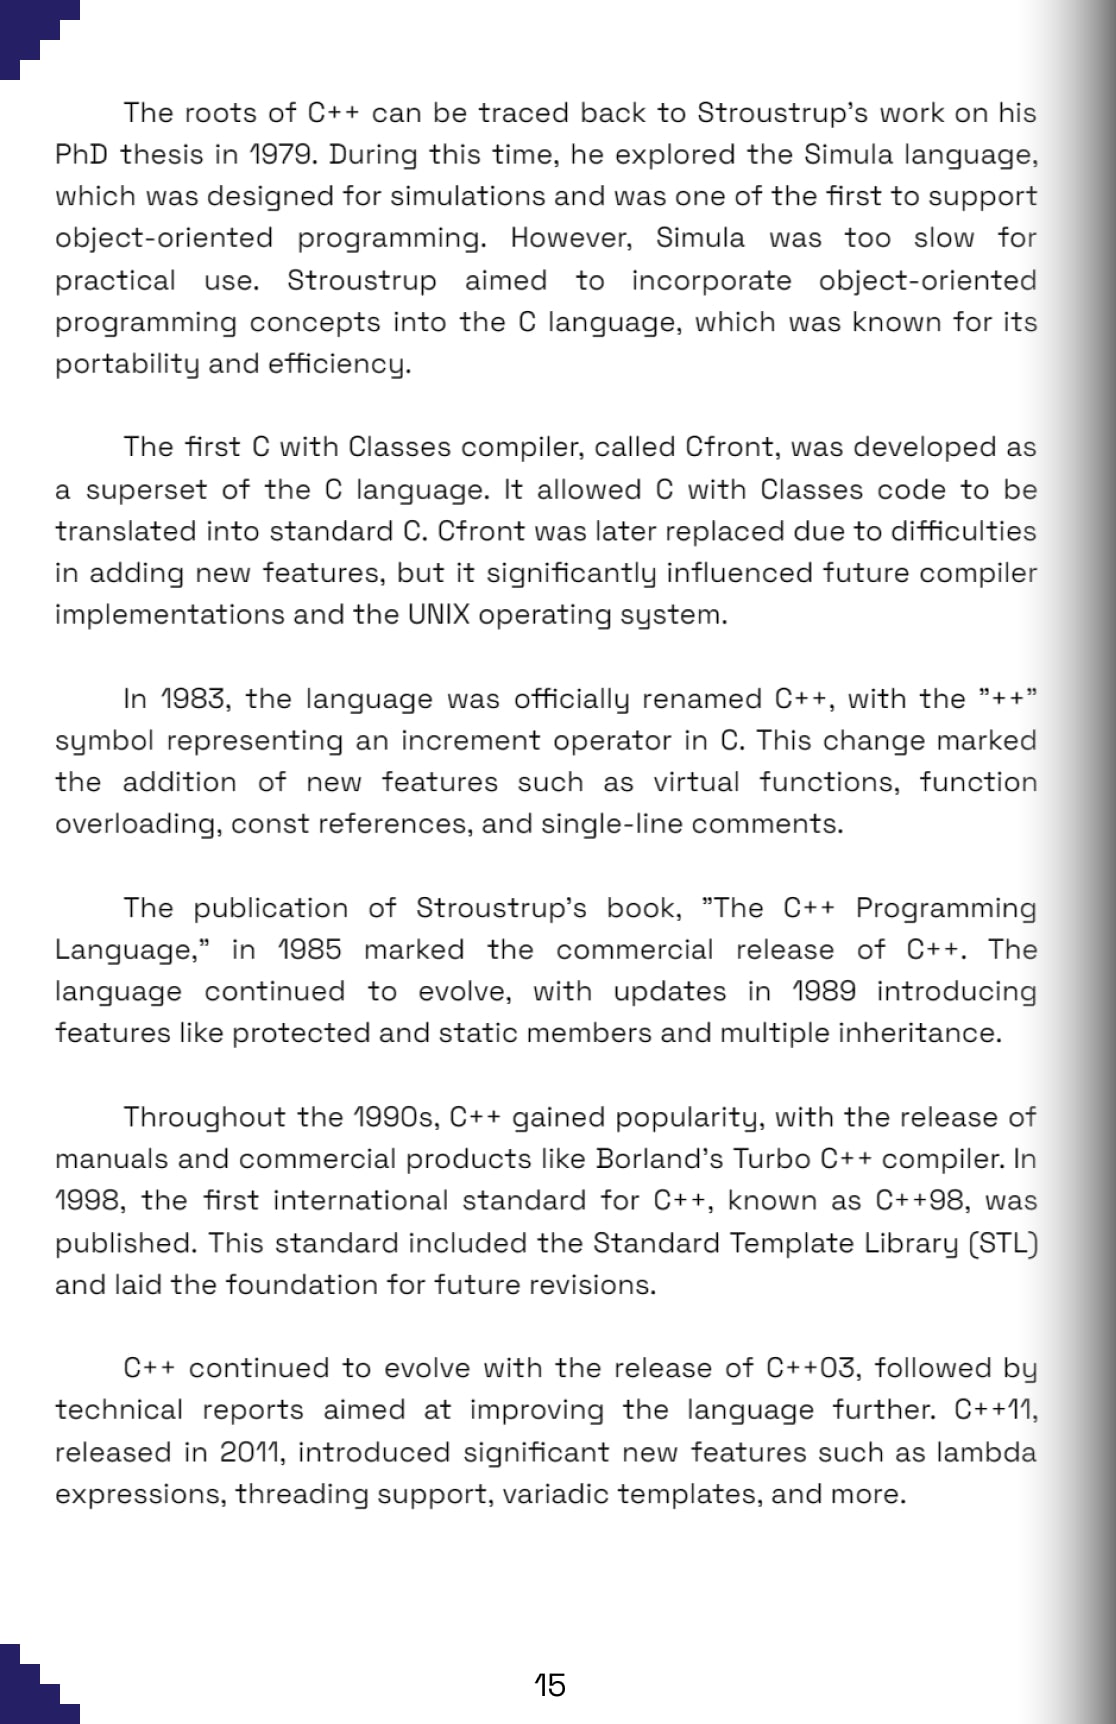 The roots of C++ can be traced back to Stroustrup's work on his
PhD thesis in 1979. During this time, he explored the Simula language,
which was designed for simulations and was one of the first to support
object-oriented programming. However, Simula was too slow for
practical use. Stroustrup aimed to incorporate object-oriented
programming concepts into the C language, which was known for its
portability and efficiency.
The first C with Classes compiler, called Cfront, was developed as
a superset of the C language. It allowed C with Classes code to be
translated into standard C. Cfront was later replaced due to difficulties
in adding new features, but it significantly influenced future compiler
implementations and the UNIX operating system.
In 1983, the language was officially renamed C++, with the ”++”
symbol representing an increment operator in C. This change marked
the addition of new features such as virtual functions, function
overloading, const references, and single-line comments.
The publication of Stroustrup's book, ”The C++ Programming
Language,” in 1985 marked the commercial release of C++. The
language continued to evolve, with updates in 1989 introducing
features like protected and static members and multiple inheritance.
Throughout the 1990s, C++ gained popularity, with the release of
manuals and commercial products like Borland's Turbo C++ compiler. In
1998, the first international standard for C++, known as C++98, was
published. This standard included the Standard Template Library (STL)
and laid the foundation for future revisions.
C++ continued to evolve with the release of C++03, followed by
technical reports aimed at improving the language further. C++11,
released in 2011, introduced significant new features such as lambda
expressions, threading support, variadic templates, and more.
15